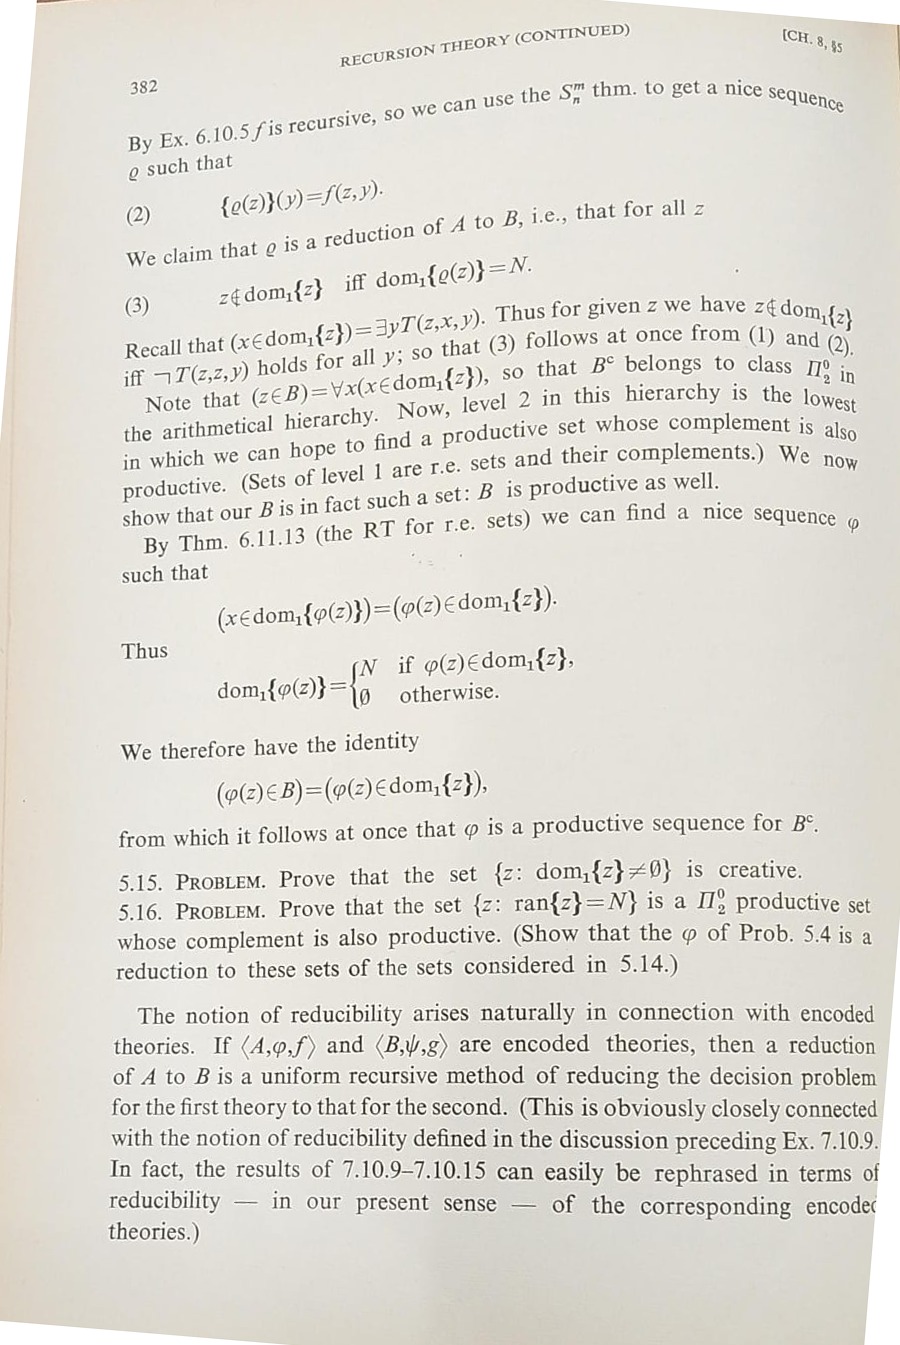 382
RECURSION THEORY (CONTINUED)
[CH. 8, §5
By Ex. 6.10.5 f is recursive, so we can use the Sₙᵐ thm. to get a nice sequence
ϱ such that
(2) {ϱ(z)}(y)=f(z,y).
We claim that ϱ is a reduction of A to B, i.e., that for all z
(3) z∉dom₁{z} iff dom₁{ϱ(z)}=N.
Recall that (x∈dom₁{z})=∃yT(z,x,y). Thus for given z we have z∉dom₁{z}
iff ¬T(z,z,y) holds for all y; so that (3) follows at once from (1) and (2).
Note that (z∈B)=∀x(x∈dom₁{z}), so that Bᶜ belongs to class Π⁰₂ in
the arithmetical hierarchy. Now, level 2 in this hierarchy is the lowest
in which we can hope to find a productive set whose complement is also
productive. (Sets of level 1 are r.e. sets and their complements.) We now
show that our B is in fact such a set: B is productive as well.
By Thm. 6.11.13 (the RT for r.e. sets) we can find a nice sequence φ
such that
(x∈dom₁{φ(z)})=(φ(z)∈dom₁{z}).
Thus
dom₁{φ(z)}={N if φ(z)∈dom₁{z},
∅ otherwise.
We therefore have the identity
(φ(z)∈B)=(φ(z)∈dom₁{z}),
from which it follows at once that φ is a productive sequence for Bᶜ.
5.15. PROBLEM. Prove that the set {z: dom₁{z}≠∅} is creative.
5.16. PROBLEM. Prove that the set {z: ran{z}=N} is a Π⁰₂ productive set
whose complement is also productive. (Show that the φ of Prob. 5.4 is a
reduction to these sets of the sets considered in 5.14.)
The notion of reducibility arises naturally in connection with encoded
theories. If ⟨A,φ,f⟩ and ⟨B,ψ,g⟩ are encoded theories, then a reduction
of A to B is a uniform recursive method of reducing the decision problem
for the first theory to that for the second. (This is obviously closely connected
with the notion of reducibility defined in the discussion preceding Ex. 7.10.9.
In fact, the results of 7.10.9–7.10.15 can easily be rephrased in terms of
reducibility — in our present sense — of the corresponding encoded
theories.)